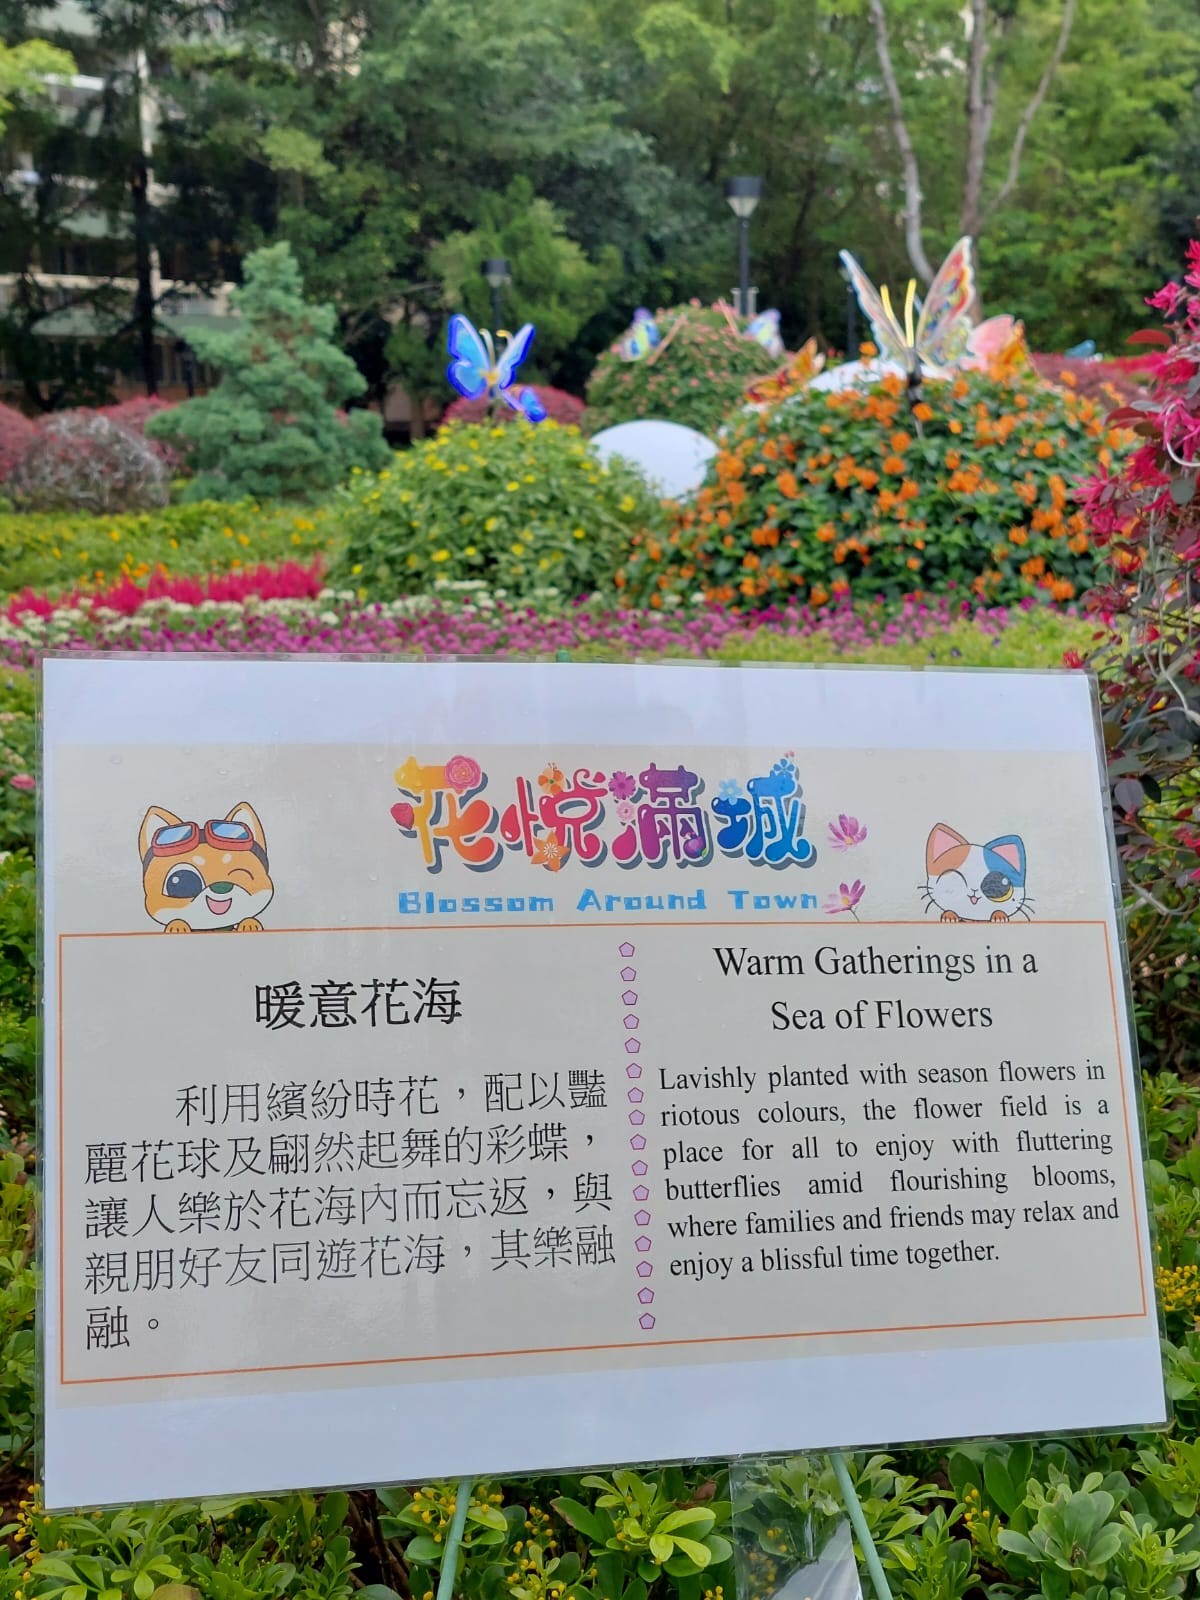 花悅滿城
Blossom Around Town
暖意花海
利用繽紛時花，配以豔
麗花球及翩然起舞的彩蝶，
讓人樂於花海內而忘返，與
親朋好友同遊花海，其樂融
融。
Warm Gatherings in a
Sea of Flowers
Lavishly planted with season flowers in
riotous colours, the flower field is a
place for all to enjoy with fluttering
butterflies amid flourishing blooms,
where families and friends may relax and
enjoy a blissful time together.